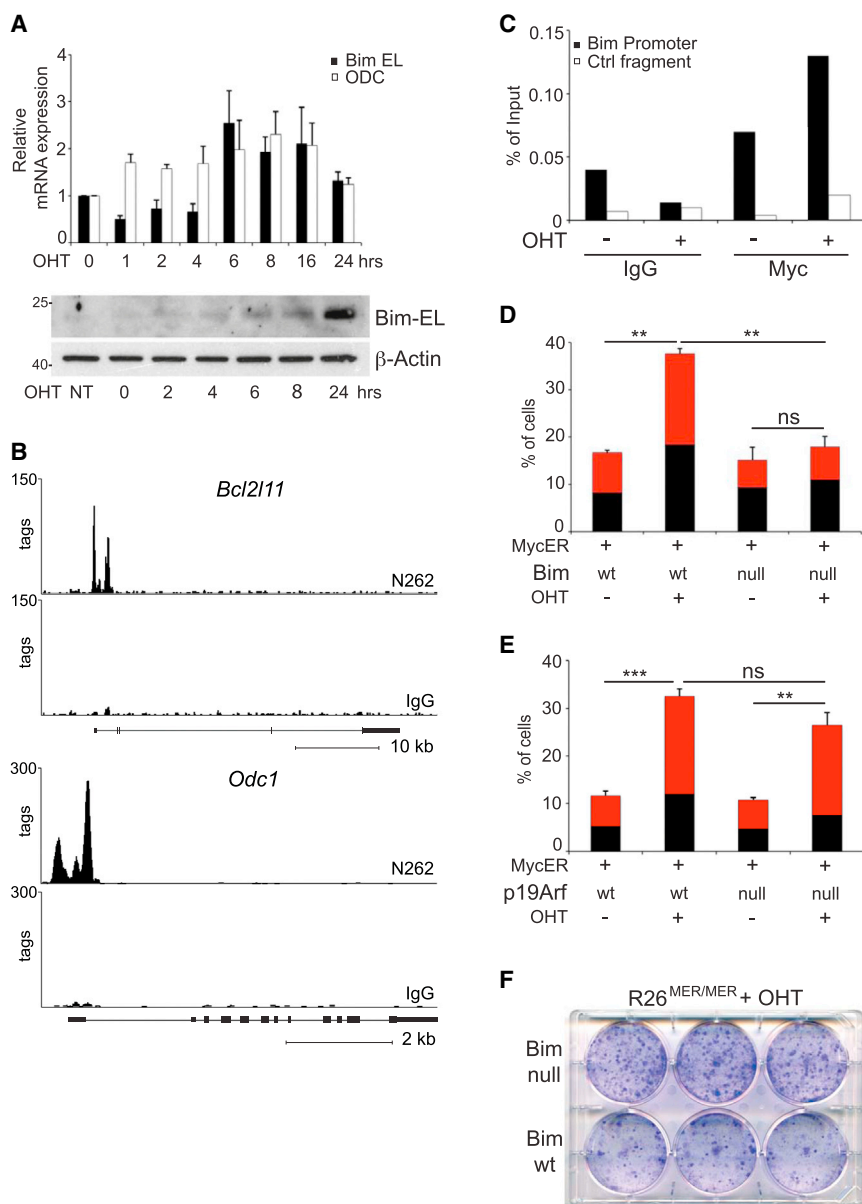 A
Relative
mRNA expression
4
3
2
1
0
Bim EL
ODC
OHT 0 1 2 4 6 8 16 24 hrs
25
Bim-EL
40
β-Actin
OHT NT 0 2 4 6 8 24 hrs
B
150
tags
Bcl2l11
N262
150
tags
IgG
10 kb
300
tags
Odc1
N262
300
tags
IgG
2 kb
C
% of Input
0.15
0.10
0.05
0
Bim Promoter
Ctrl fragment
OHT - + - +
IgG Myc
D
% of cells
40
30
20
10
0
** **
ns
MycER + + + +
Bim wt wt null null
OHT - + - +
E
% of cells
40
30
20
10
0
*** ns
**
MycER + + + +
p19Arf wt wt null null
OHT - + - +
F
R26 MER/MER + OHT
Bim
null
Bim
wt